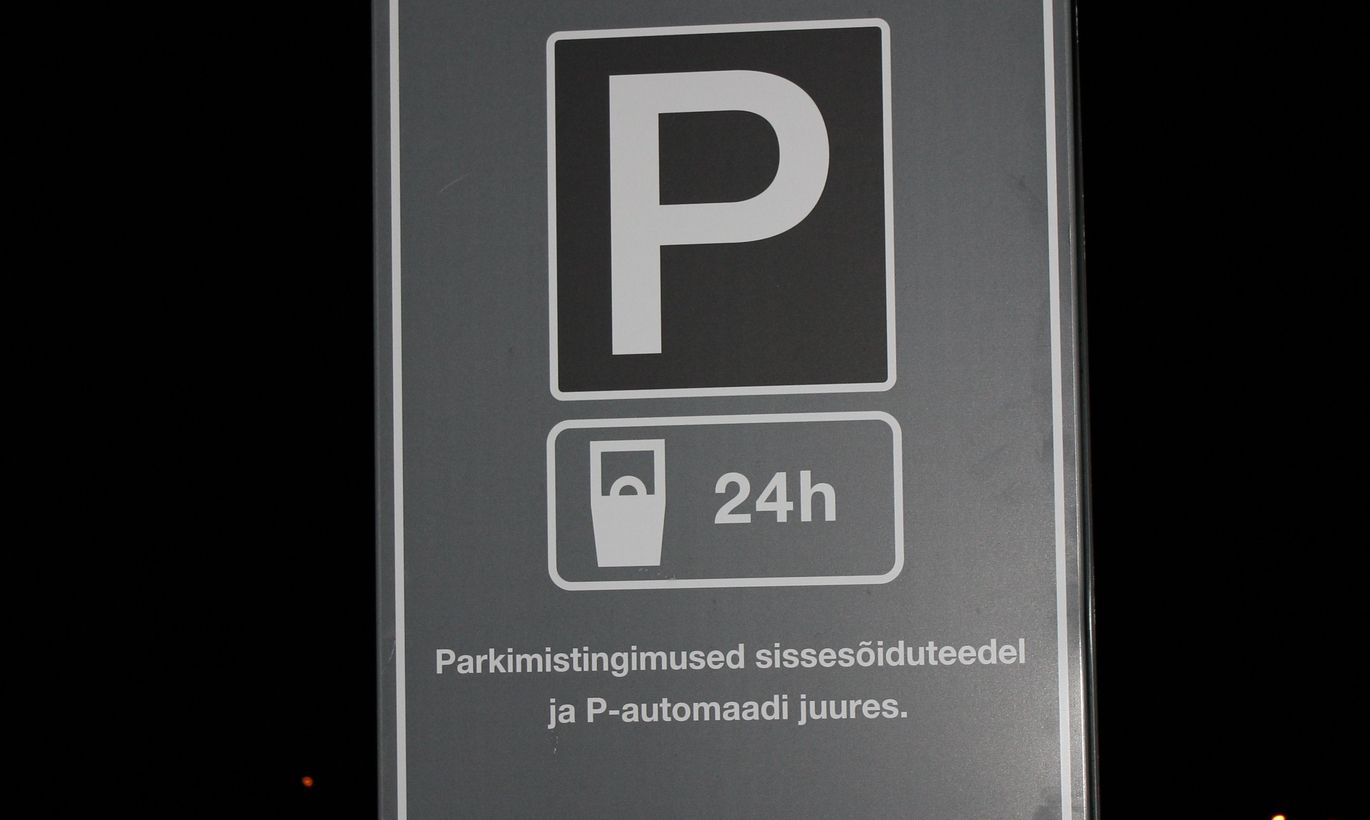 P
24h
Parkimistingimused sissesõiduteedel
ja P-automaadi juures.